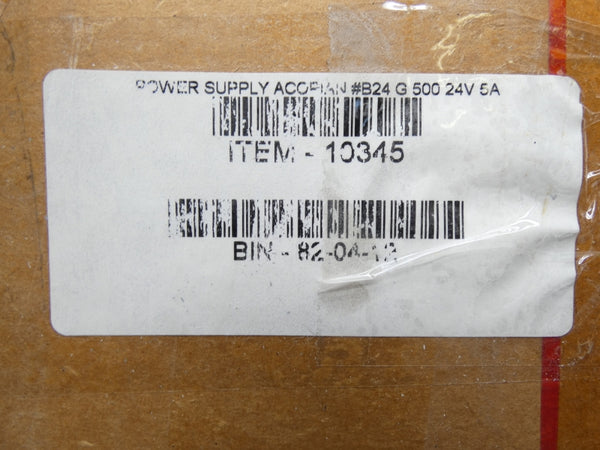 POWER SUPPLY ACOPIAN #B24 G 500 24V 5A
ITEM - 10345
BIN - 82-04-12